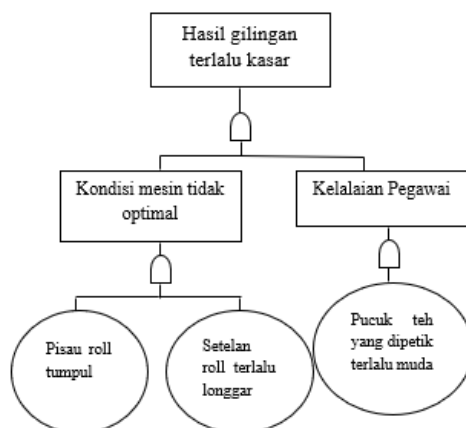 Hasil gilingan
terlalu kasar
Kondisi mesin tidak
optimal
Kelalaian Pegawai
Pisau roll
tumpul
Setelan
roll terlalu
longgar
Pucuk teh
yang dipetik
terlalu muda